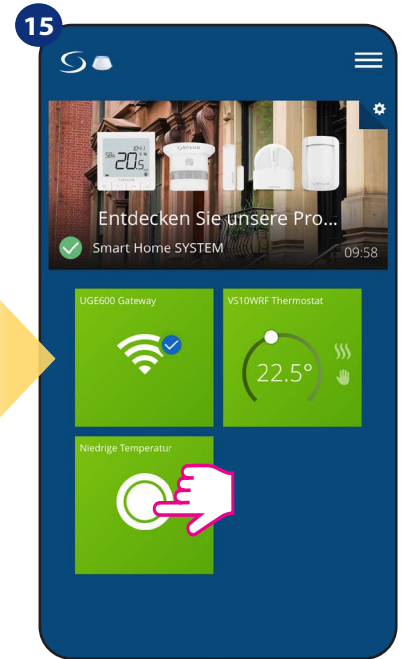 15
Entdecken Sie unsere Pro...
Smart Home SYSTEM
09:58
UGE600 Gateway
VS10WRF Thermostat
22.5°
Niedrige Temperatur